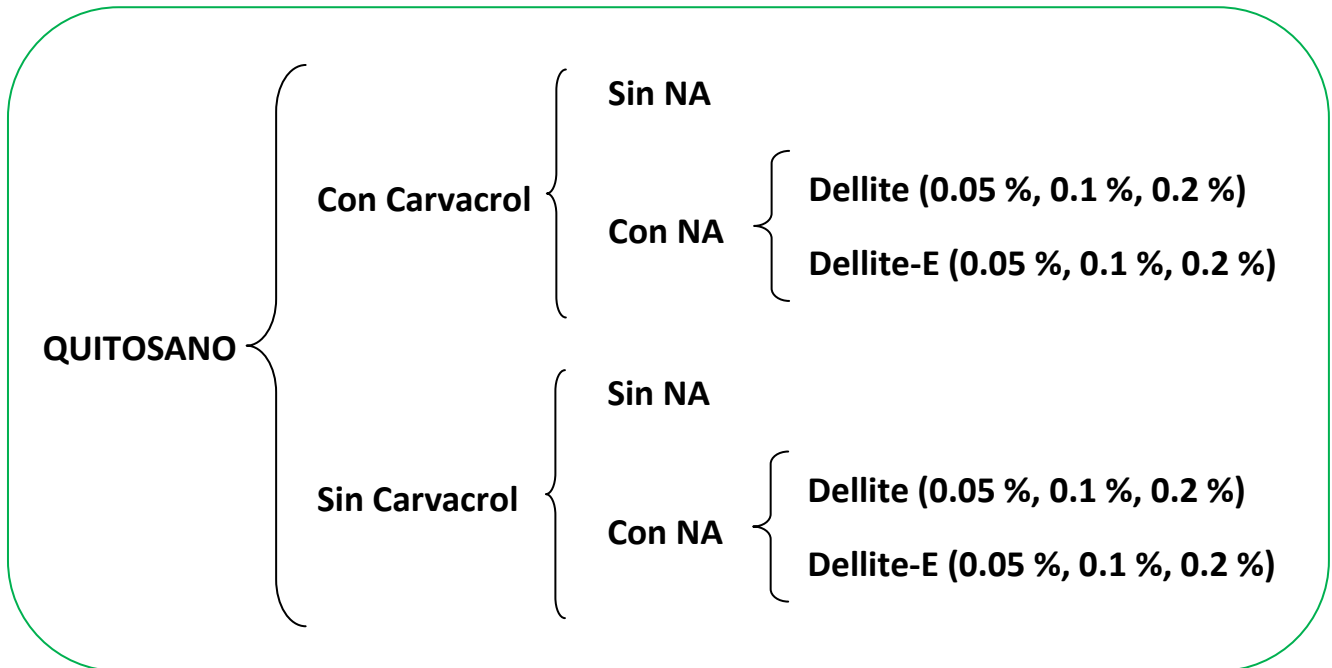 QUITOSANO
Con Carvacrol
Sin NA
Con NA
Dellite (0.05 %, 0.1 %, 0.2 %)
Dellite-E (0.05 %, 0.1 %, 0.2 %)
Sin Carvacrol
Sin NA
Con NA
Dellite (0.05 %, 0.1 %, 0.2 %)
Dellite-E (0.05 %, 0.1 %, 0.2 %)